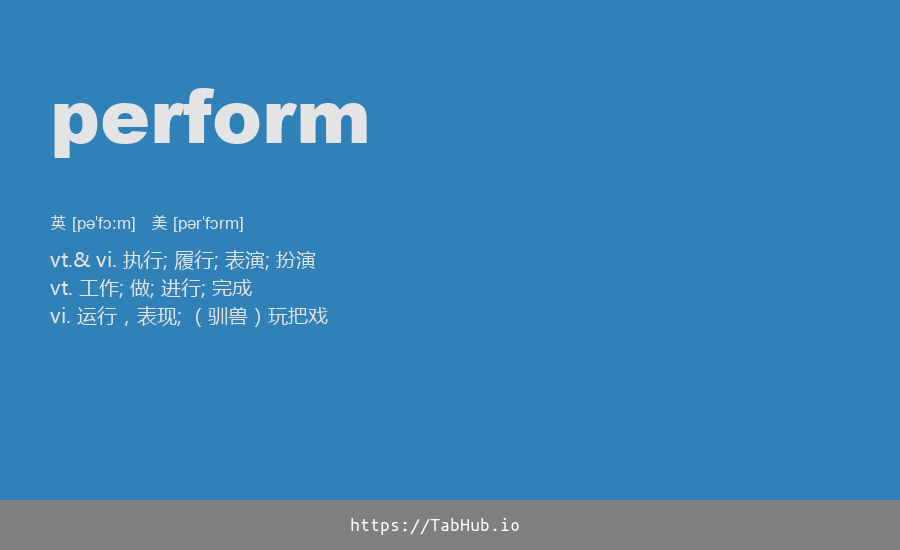 perform
英 [pəˈfɔːm] 美 [pərˈfɔrm]
vt.& vi. 执行; 履行; 表演; 扮演
vt. 工作; 做; 进行; 完成
vi. 运行，表现; （驯兽）玩把戏
https://TabHub.io